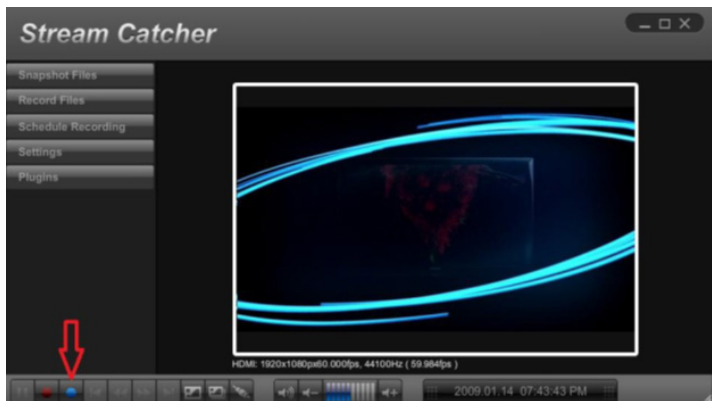 Stream Catcher
Snapshot Files
Record Files
Schedule Recording
Settings
Plugins
HDMI: 1920x1080px60.000fps, 44100Hz ( 59.984fps )
2009.01.14 07:43:43 PM